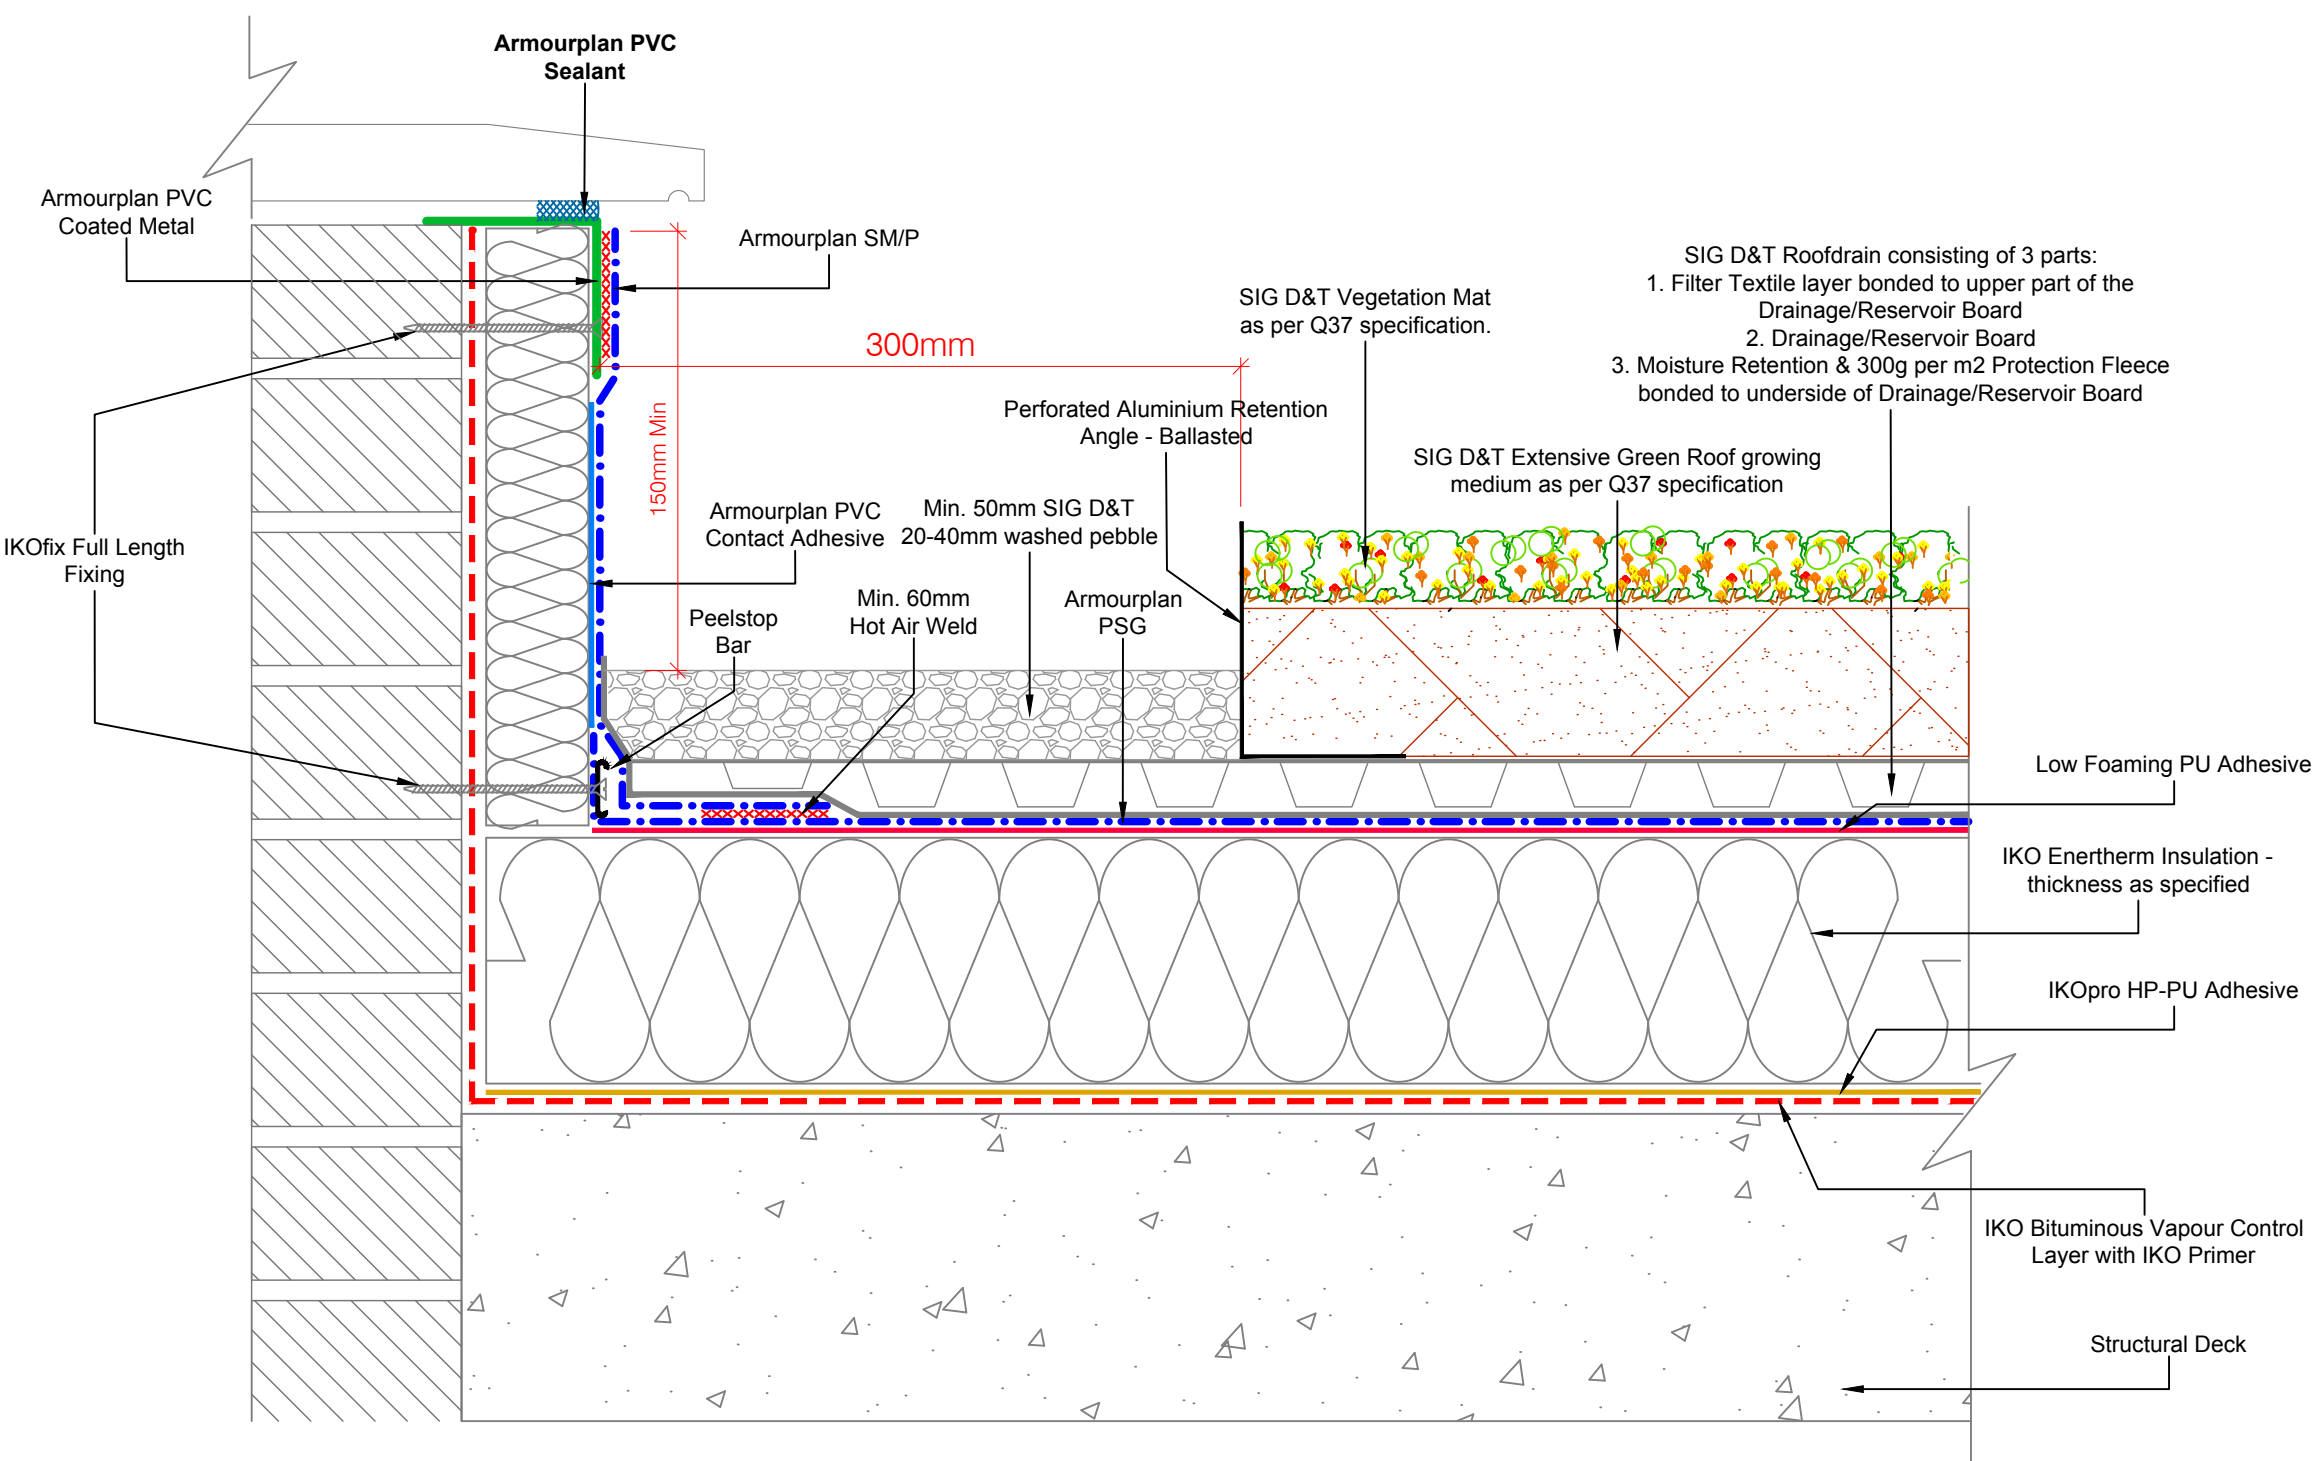 Armourplan PVC
Sealant
Armourplan PVC
Coated Metal
Armourplan SM/P
SIG D&T Roofdrain consisting of 3 parts:
1. Filter Textile layer bonded to upper part of the
Drainage/Reservoir Board
2. Drainage/Reservoir Board
3. Moisture Retention & 300g per m2 Protection Fleece
bonded to underside of Drainage/Reservoir Board
SIG D&T Vegetation Mat
as per Q37 specification.
300mm
150mm Min
Perforated Aluminium Retention
Angle - Ballasted
SIG D&T Extensive Green Roof growing
medium as per Q37 specification
Armourplan PVC
Contact Adhesive
Min. 50mm SIG D&T
20-40mm washed pebble
IKOfix Full Length
Fixing
Peelstop
Bar
Min. 60mm
Hot Air Weld
Armourplan
PSG
Low Foaming PU Adhesive
IKO Enertherm Insulation -
thickness as specified
IKOpro HP-PU Adhesive
IKO Bituminous Vapour Control
Layer with IKO Primer
Structural Deck